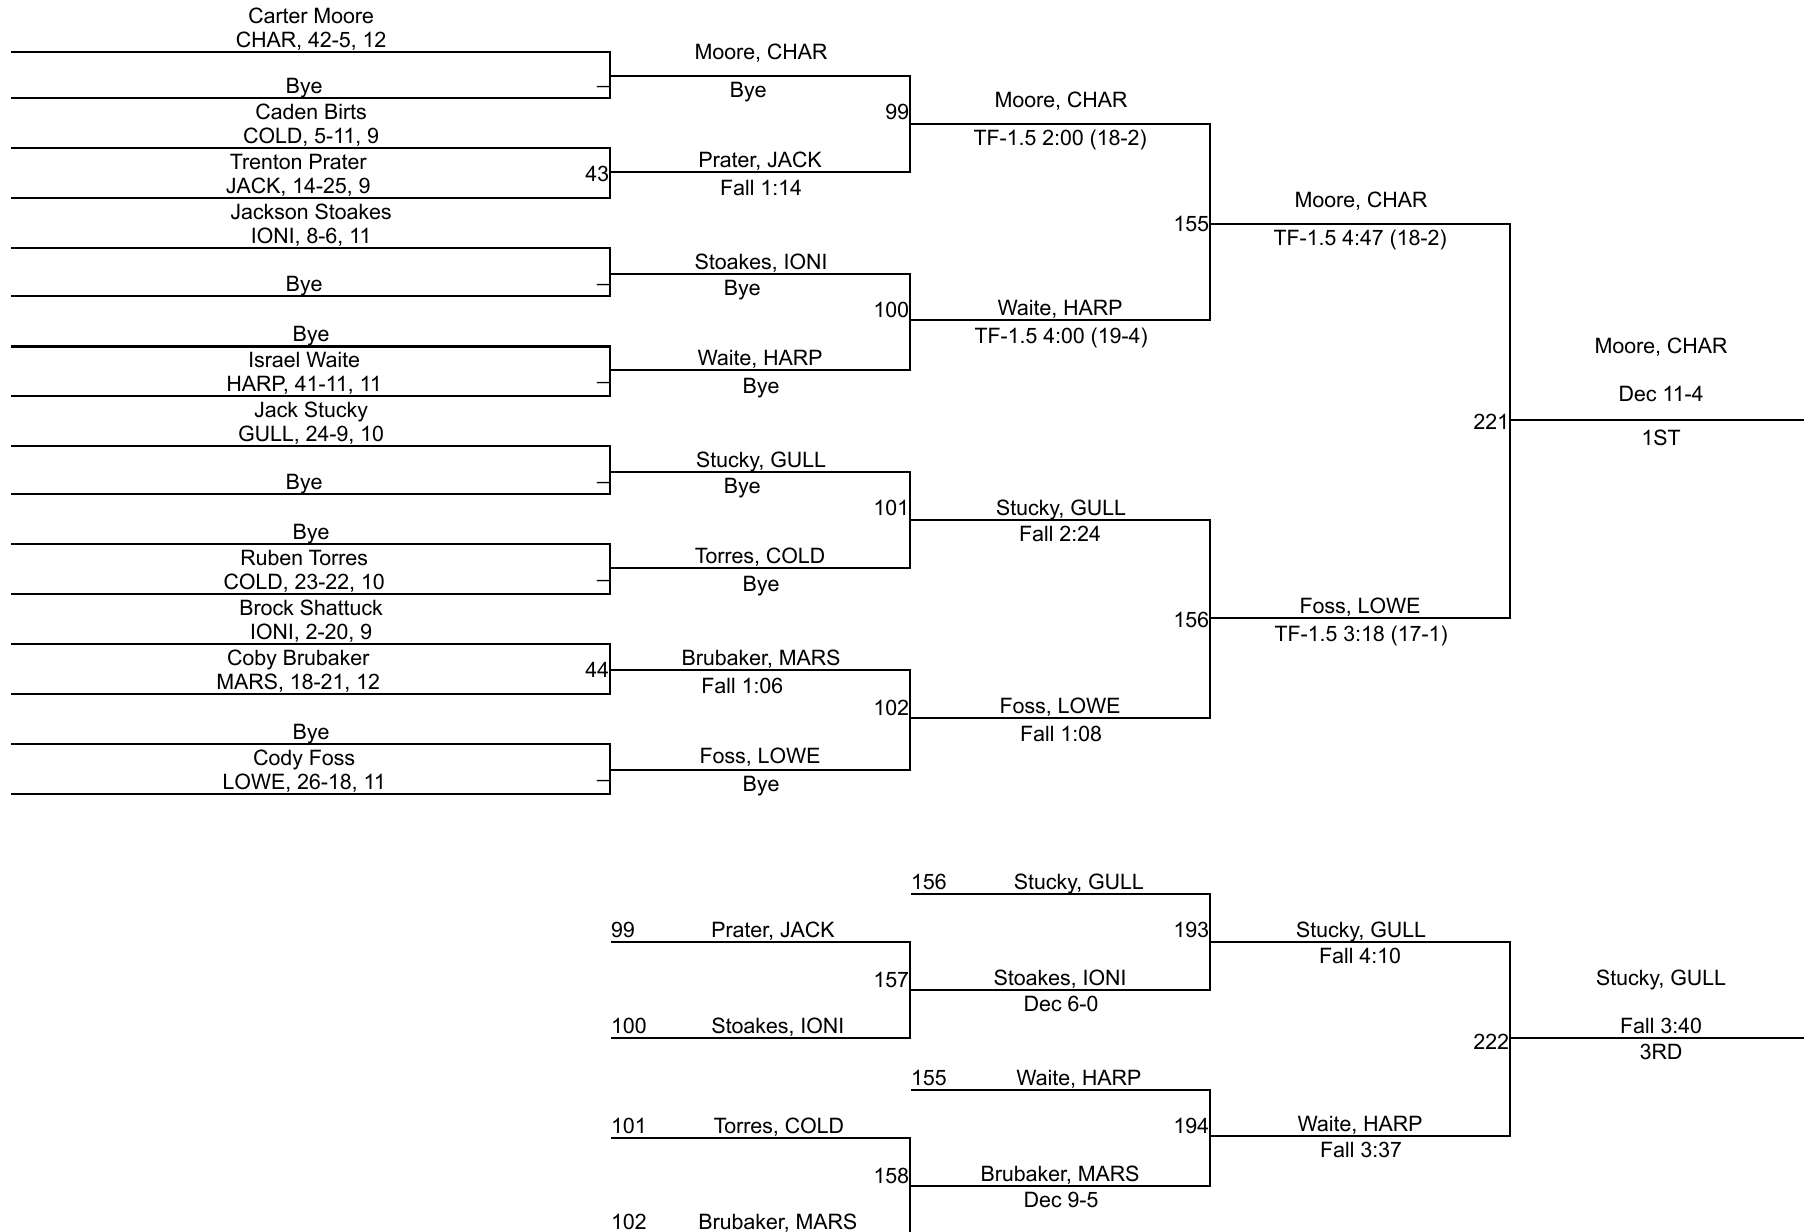 Carter Moore
CHAR, 42-5, 12
Bye
Caden Birts
COLD, 5-11, 9
Trenton Prater
JACK, 14-25, 9
Jackson Stoakes
IONI, 8-6, 11
Bye
Bye
Israel Waite
HARP, 41-11, 11
Jack Stucky
GULL, 24-9, 10
Bye
Bye
Ruben Torres
COLD, 23-22, 10
Brock Shattuck
IONI, 2-20, 9
Coby Brubaker
MARS, 18-21, 12
Bye
Cody Foss
LOWE, 26-18, 11
43
44
Moore, CHAR
Bye
Prater, JACK
Fall 1:14
Stoakes, IONI
Bye
Waite, HARP
Bye
Stucky, GULL
Bye
Torres, COLD
Bye
Brubaker, MARS
Fall 1:06
Foss, LOWE
Bye
99
100
101
102
Moore, CHAR
TF-1.5 2:00 (18-2)
Waite, HARP
TF-1.5 4:00 (19-4)
Stucky, GULL
Fall 2:24
Foss, LOWE
Fall 1:08
155
156
Moore, CHAR
TF-1.5 4:47 (18-2)
Foss, LOWE
TF-1.5 3:18 (17-1)
221
Moore, CHAR
Dec 11-4
1ST
99 Prater, JACK
100 Stoakes, IONI
101 Torres, COLD
102 Brubaker, MARS
157
158
156 Stucky, GULL
Stoakes, IONI
Dec 6-0
155 Waite, HARP
Brubaker, MARS
Dec 9-5
193
194
Stucky, GULL
Fall 4:10
Waite, HARP
Fall 3:37
222
Stucky, GULL
Fall 3:40
3RD